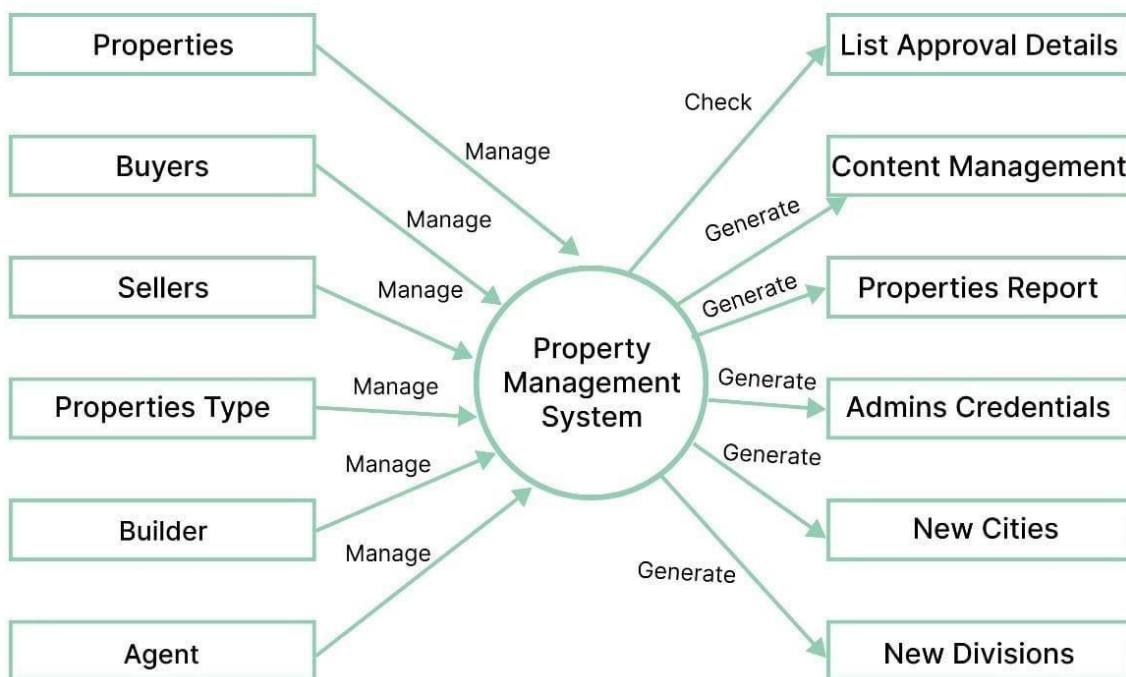 Properties
List Approval Details
Check
Manage
Buyers
Content Management
Manage
Generate
Sellers
Manage
Generate
Properties Report
Property
Management
System
Properties Type
Manage
Generate
Admins Credentials
Manage
Generate
Builder
New Cities
Manage
Generate
Agent
New Divisions